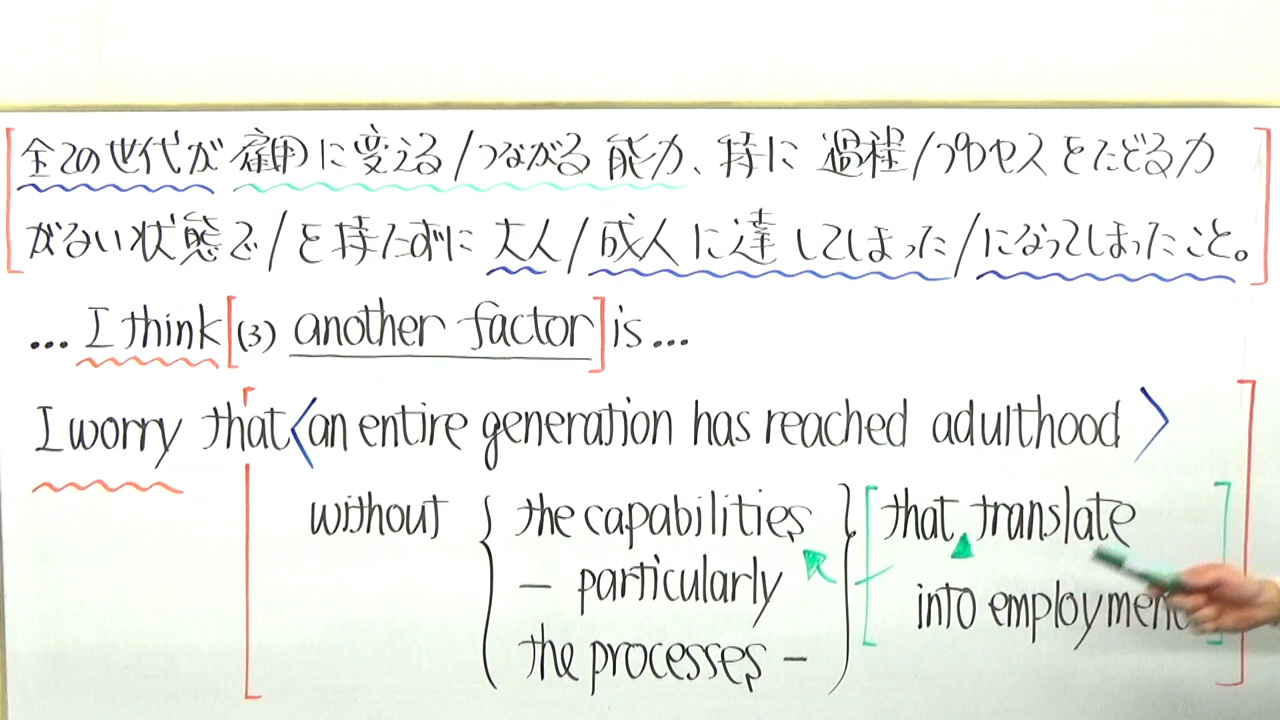 全ての世代が 雇用に変える/つながる 能力、特に 過程/プロセスをたどる力
がない状態で/を持たずに 大人/成人に達してしまった/になってしまったこと。
... I think [(3) another factor] is ...
I worry that <an entire generation has reached adulthood>
without { the capabilities } [that translate
– particularly into employment]
the processes –